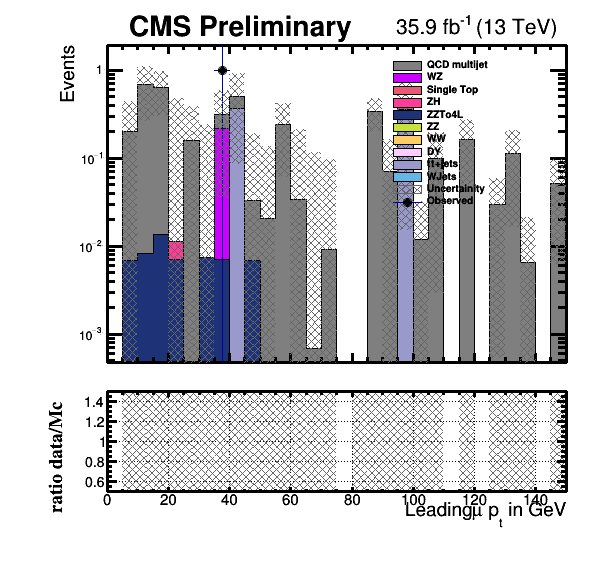 CMS Preliminary 35.9 fb⁻¹ (13 TeV)
Events
1
10⁻¹
10⁻²
10⁻³
QCD multijet
WZ
Single Top
ZH
ZZTo4L
ZZ
WW
DY
tt+jets
WJets
Uncertainity
Observed
ratio data/Mc
1.4
1.2
1
0.8
0.6
0 20 40 60 80 100 120 140
Leadingμ pₜ in GeV